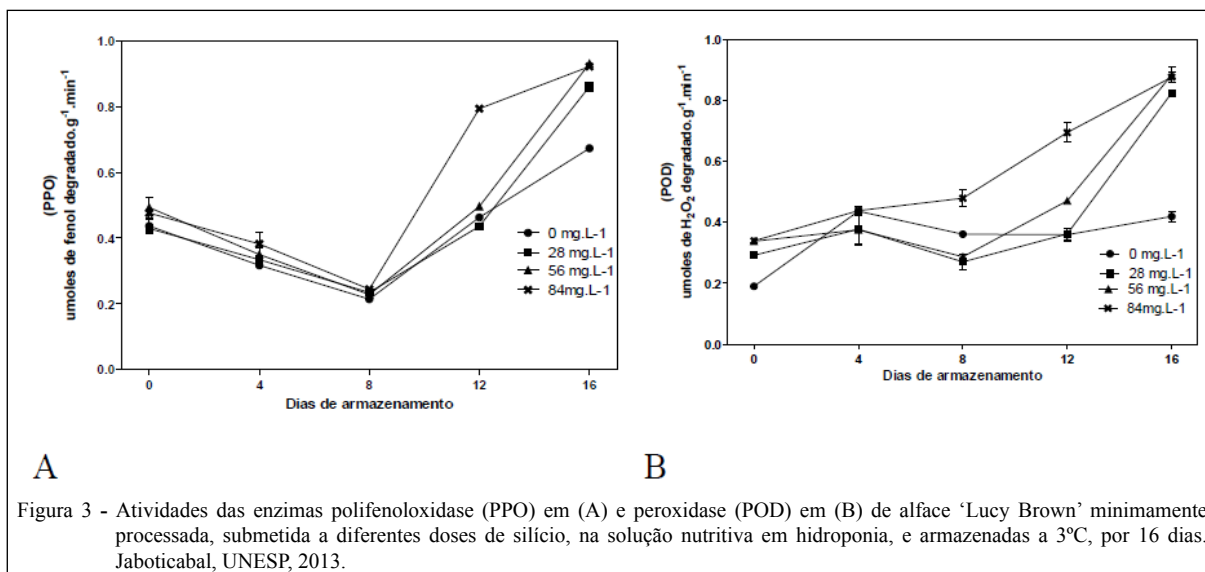 1.0
0.8
0.6
0.4
0.2
0.0
(PPO)
umoles de fenol degradado.g⁻¹.min⁻¹
0 mg.L-1
28 mg.L-1
56 mg.L-1
84mg.L-1
0 4 8 12 16
Dias de armazenamento
A
1.0
0.8
0.6
0.4
0.2
0.0
(POD)
umoles de H₂O₂ degradado.g⁻¹.min⁻¹
0 mg.L-1
28 mg.L-1
56 mg.L-1
84mg.L-1
0 4 8 12 16
Dias de armazenamento
B
Figura 3 - Atividades das enzimas polifenoloxidase (PPO) em (A) e peroxidase (POD) em (B) de alface ‘Lucy Brown’ minimamente
processada, submetida a diferentes doses de silício, na solução nutritiva em hidroponia, e armazenadas a 3ºC, por 16 dias.
Jaboticabal, UNESP, 2013.